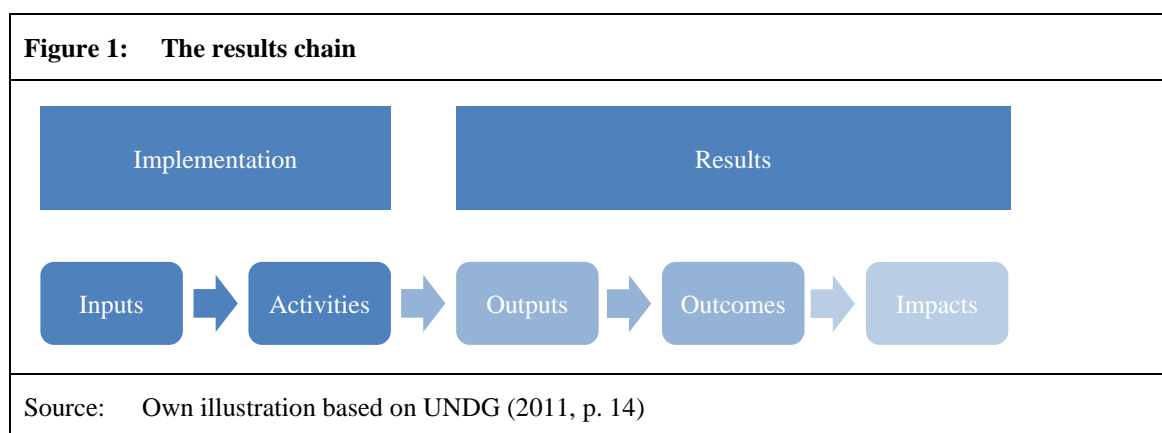 Figure 1: The results chain
Implementation Results
Inputs Activities Outputs Outcomes Impacts
Source: Own illustration based on UNDG (2011, p. 14)